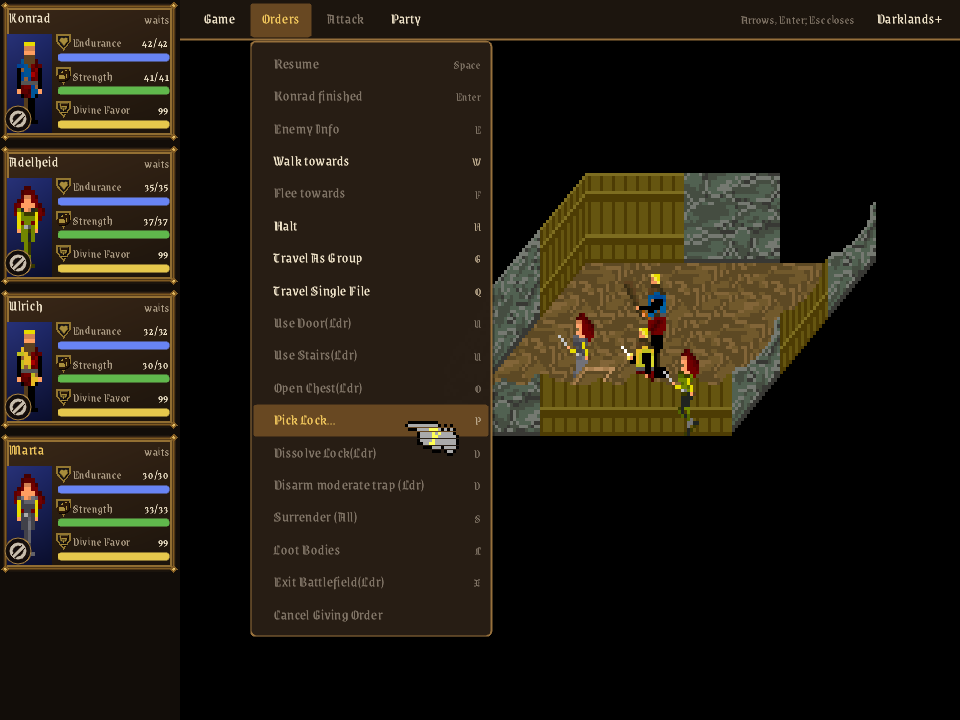 Game Orders Attack Party Arrows, Enter; Esc closes Darklands+
Konrad waits
Endurance 42/42
Strength 41/41
Divine Favor 99
Adelheid waits
Endurance 35/35
Strength 37/37
Divine Favor 99
Ulrich waits
Endurance 32/32
Strength 30/30
Divine Favor 99
Marta waits
Endurance 30/30
Strength 33/33
Divine Favor 99
Resume Space
Konrad finished Enter
Enemy Info E
Walk towards W
Flee towards F
Halt H
Travel As Group G
Travel Single File Q
Use Door(Ldr) U
Use Stairs(Ldr) U
Open Chest(Ldr) O
Pick Lock... P
Dissolve Lock(Ldr) D
Disarm moderate trap (Ldr) D
Surrender (All) S
Loot Bodies L
Exit Battlefield(Ldr) X
Cancel Giving Order